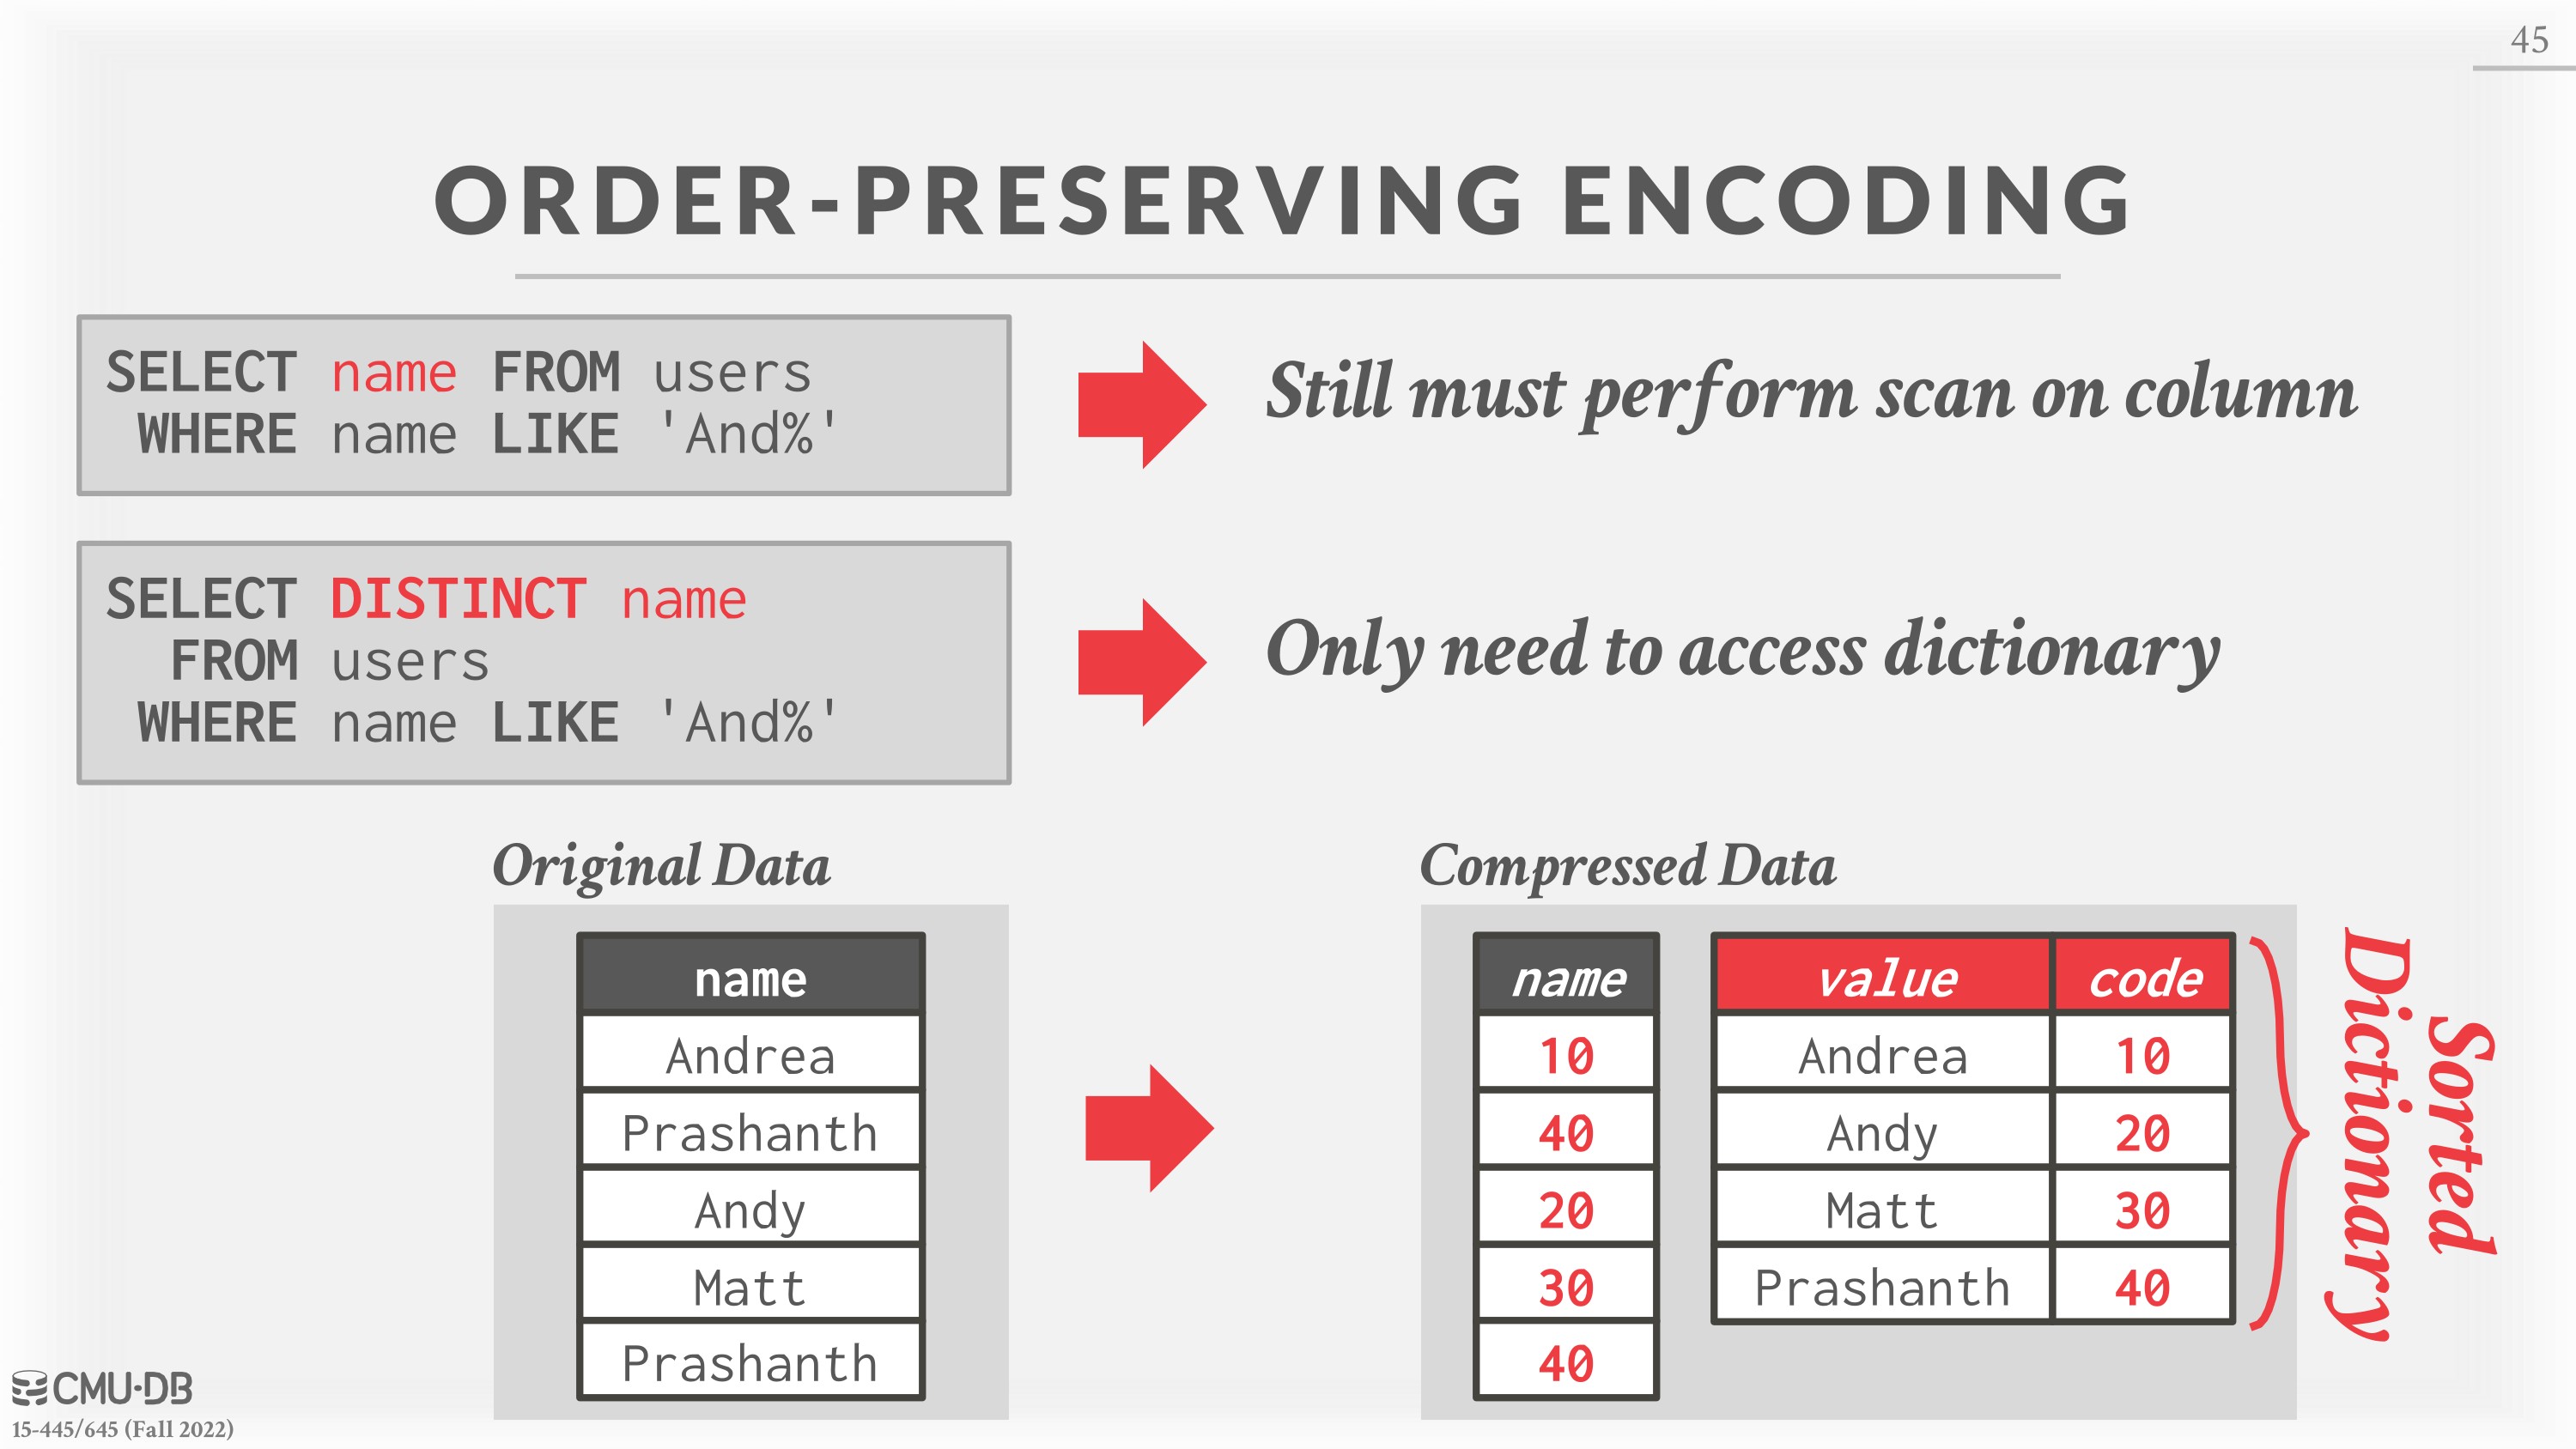 45
ORDER-PRESERVING ENCODING
SELECT name FROM users
WHERE name LIKE 'And%'
Still must perform scan on column
SELECT DISTINCT name
FROM users
WHERE name LIKE 'And%'
Only need to access dictionary
Original Data
name
Andrea
Prashanth
Andy
Matt
Prashanth
Compressed Data
name
10
40
20
30
40
value code
Andrea 10
Andy 20
Matt 30
Prashanth 40
Sorted
Dictionary
CMU·DB
15-445/645 (Fall 2022)